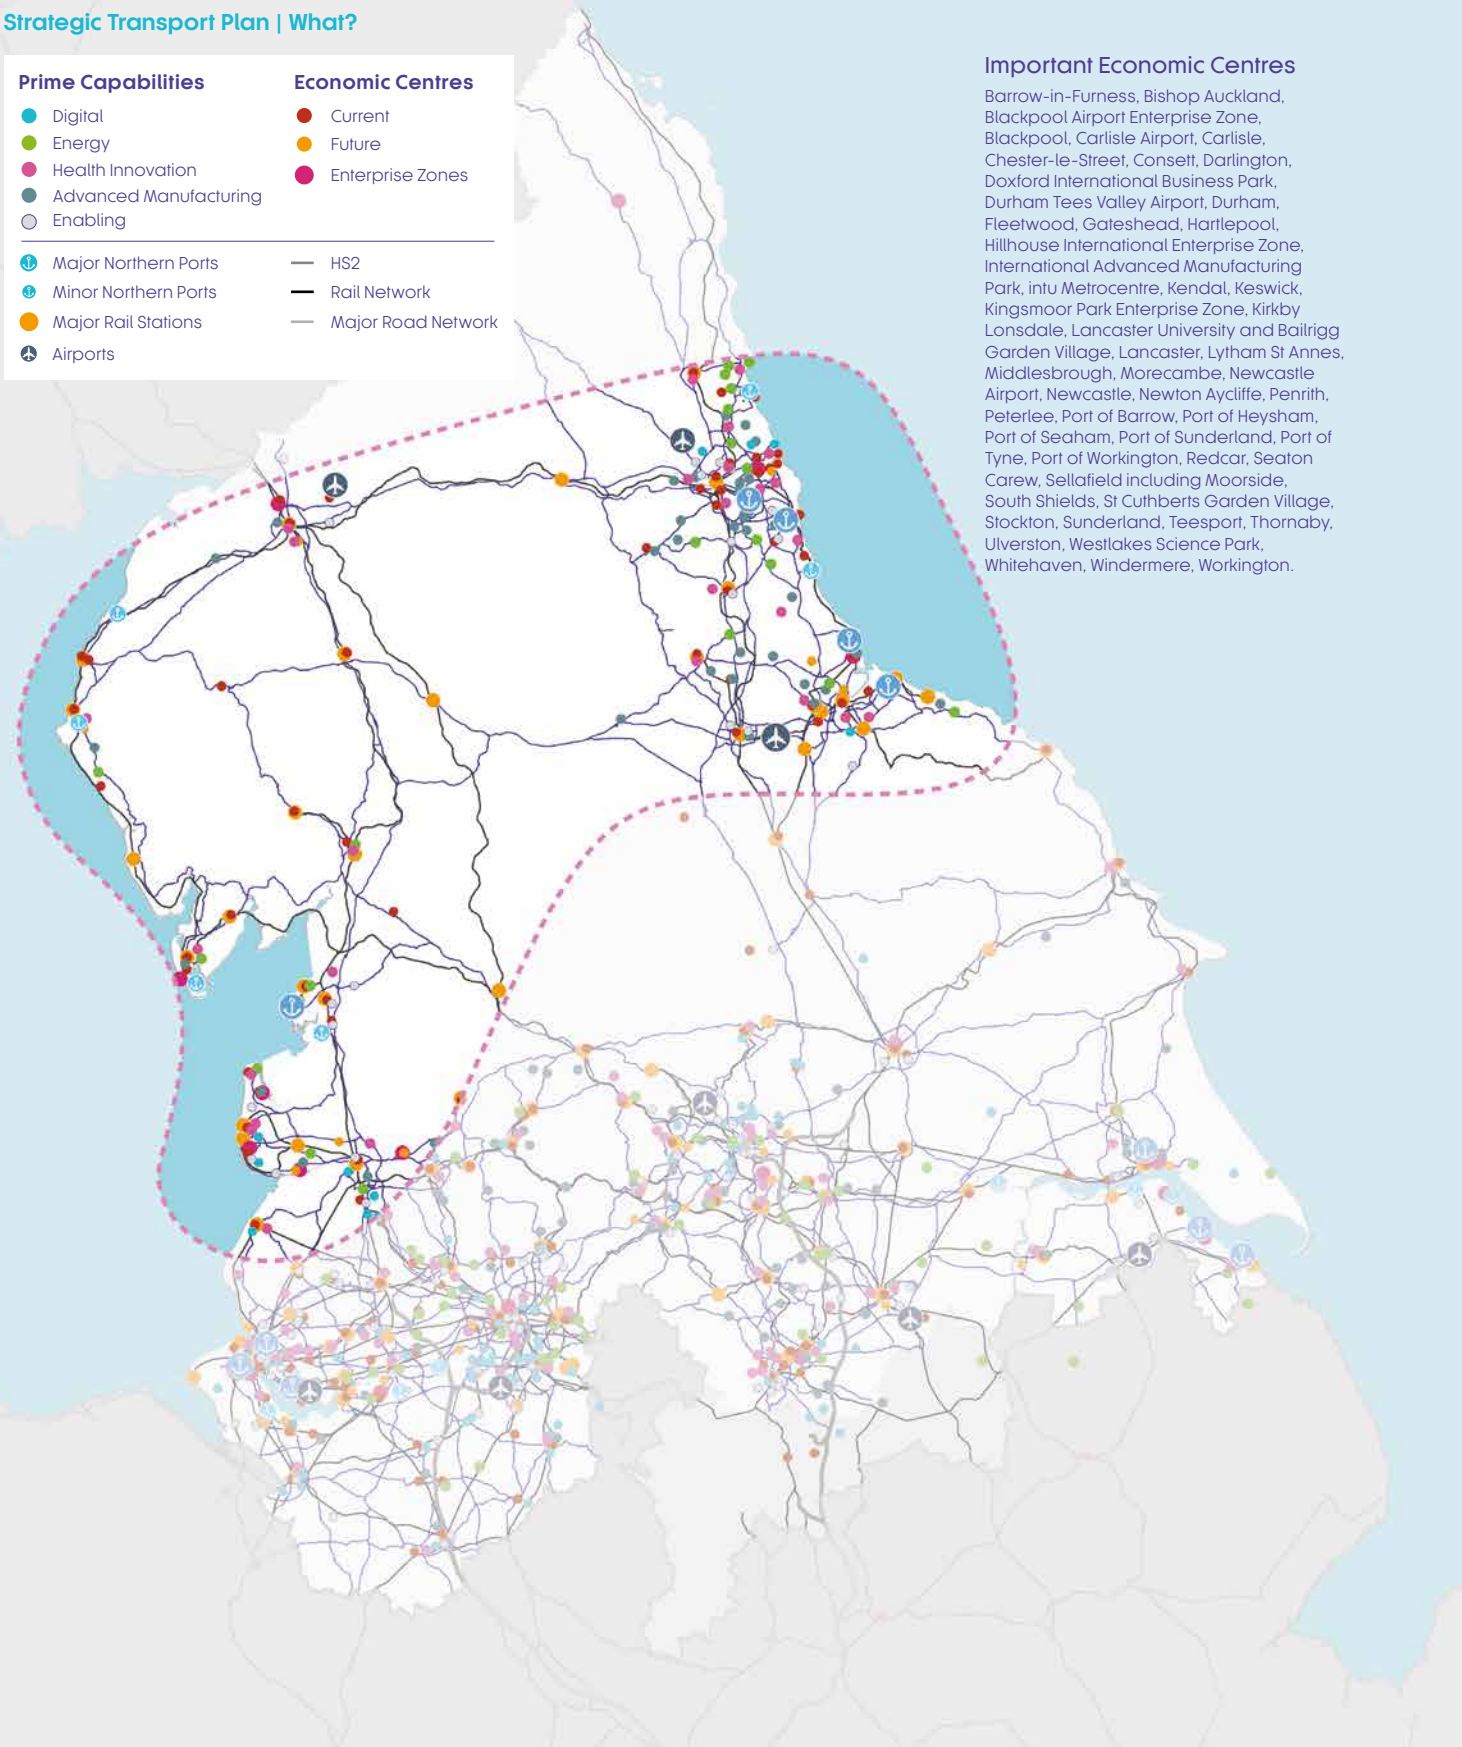 Strategic Transport Plan | What?
Prime Capabilities
Digital
Energy
Health Innovation
Advanced Manufacturing
Enabling
Economic Centres
Current
Future
Enterprise Zones
Major Northern Ports
Minor Northern Ports
Major Rail Stations
Airports
HS2
Rail Network
Major Road Network
Important Economic Centres
Barrow-in-Furness, Bishop Auckland,
Blackpool Airport Enterprise Zone,
Blackpool, Carlisle Airport, Carlisle,
Chester-le-Street, Consett, Darlington,
Doxford International Business Park,
Durham Tees Valley Airport, Durham,
Fleetwood, Gateshead, Hartlepool,
Hillhouse International Enterprise Zone,
International Advanced Manufacturing
Park, intu Metrocentre, Kendal, Keswick,
Kingsmoor Park Enterprise Zone, Kirkby
Lonsdale, Lancaster University and Bailrigg
Garden Village, Lancaster, Lytham St Annes,
Middlesbrough, Morecambe, Newcastle
Airport, Newcastle, Newton Aycliffe, Penrith,
Peterlee, Port of Barrow, Port of Heysham,
Port of Seaham, Port of Sunderland, Port of
Tyne, Port of Workington, Redcar, Seaton
Carew, Sellafield including Moorside,
South Shields, St Cuthberts Garden Village,
Stockton, Sunderland, Teesport, Thornaby,
Ulverston, Westlakes Science Park,
Whitehaven, Windermere, Workington.